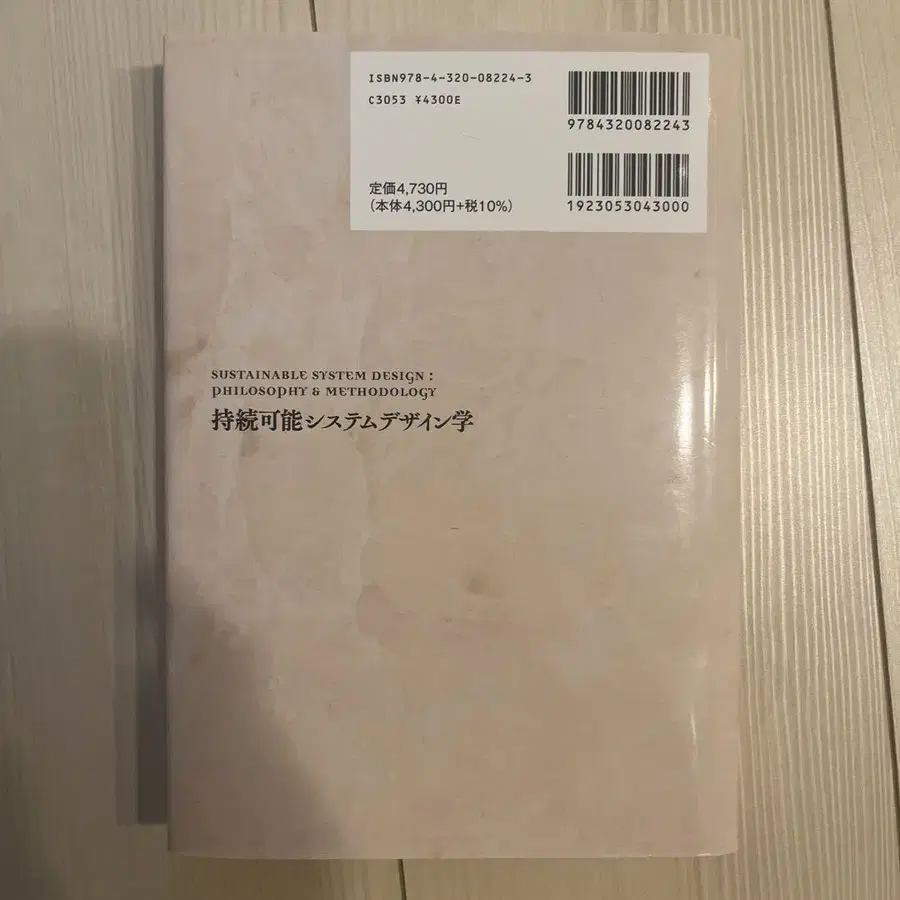 ISBN978-4-320-08224-3
C3053 ¥4300E
9784320082243
定価4,730円
（本体4,300円+税10%）
1923053043000
SUSTAINABLE SYSTEM DESIGN :
PHILOSOPHY & METHODOLOGY
持続可能システムデザイン学